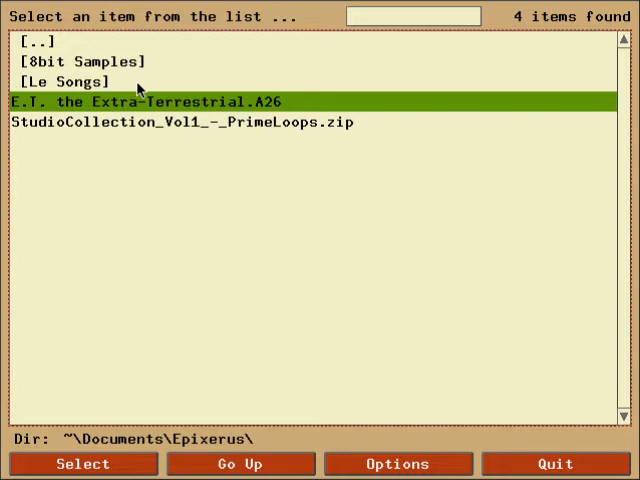 Select an item from the list ... 4 items found
[..]
[8bit Samples]
[Le Songs]
E.T. the Extra-Terrestrial.A26
StudioCollection_Vol1_-_PrimeLoops.zip
Dir: ~\Documents\Epixerus\
Select Go Up Options Quit